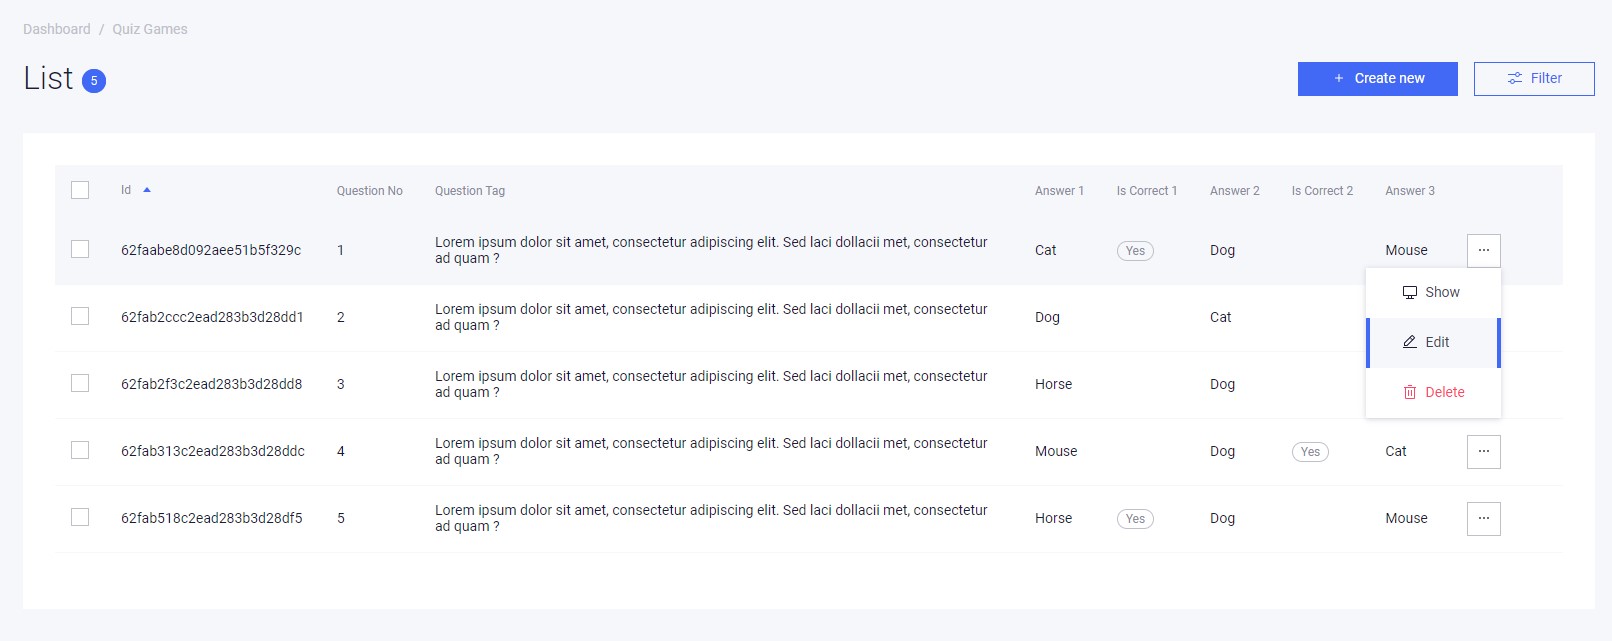 Dashboard / Quiz Games
List 5
+ Create new
Filter
Id Question No Question Tag Answer 1 Is Correct 1 Answer 2 Is Correct 2 Answer 3
62faabe8d092aee51b5f329c 1 Lorem ipsum dolor sit amet, consectetur adipiscing elit. Sed laci dollacii met, consectetur
ad quam ? Cat Yes Dog Mouse ...
Show
Edit
Delete
62fab2ccc2ead283b3d28dd1 2 Lorem ipsum dolor sit amet, consectetur adipiscing elit. Sed laci dollacii met, consectetur
ad quam ? Dog Cat
62fab2f3c2ead283b3d28dd8 3 Lorem ipsum dolor sit amet, consectetur adipiscing elit. Sed laci dollacii met, consectetur
ad quam ? Horse Dog
62fab313c2ead283b3d28ddc 4 Lorem ipsum dolor sit amet, consectetur adipiscing elit. Sed laci dollacii met, consectetur
ad quam ? Mouse Dog Yes Cat ...
62fab518c2ead283b3d28df5 5 Lorem ipsum dolor sit amet, consectetur adipiscing elit. Sed laci dollacii met, consectetur
ad quam ? Horse Yes Dog Mouse ...